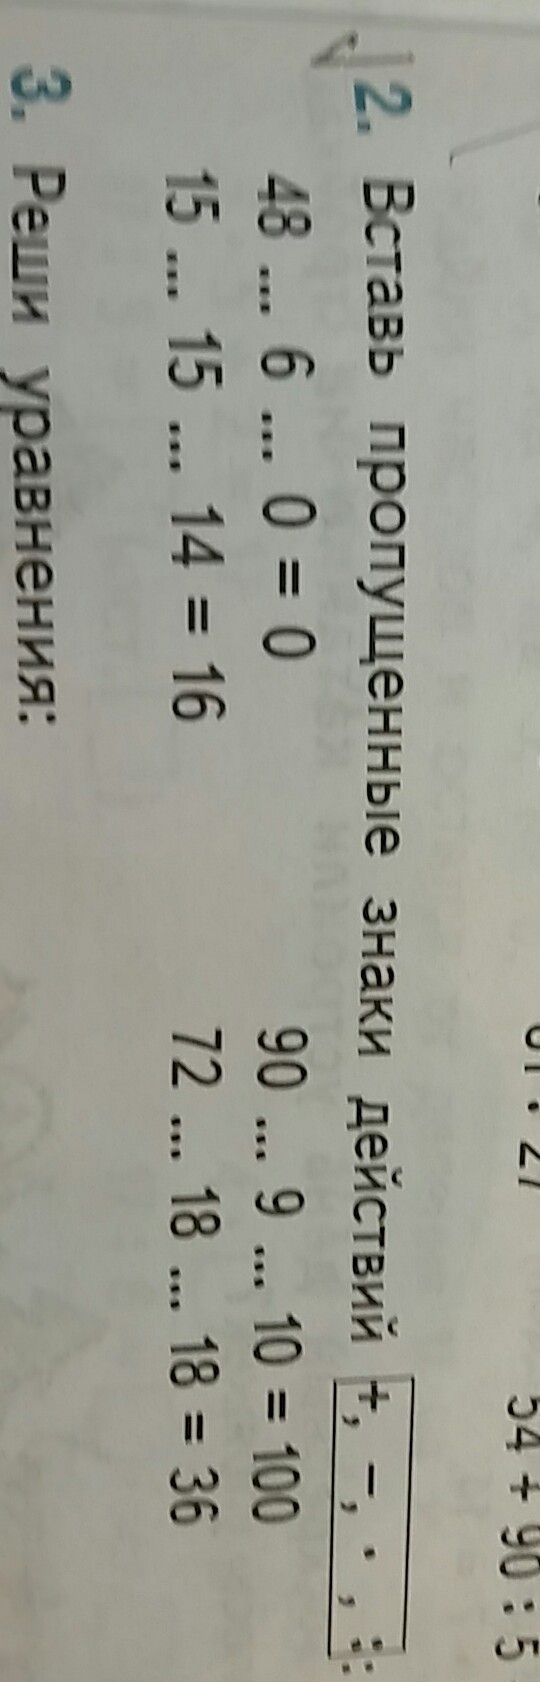 54 + 90 : 5
2. Вставь пропущенные знаки действий +, −, ·, ::
48 ... 6 ... 0 = 0 90 ... 9 ... 10 = 100
15 ... 15 ... 14 = 16 72 ... 18 ... 18 = 36
3. Реши уравнения: